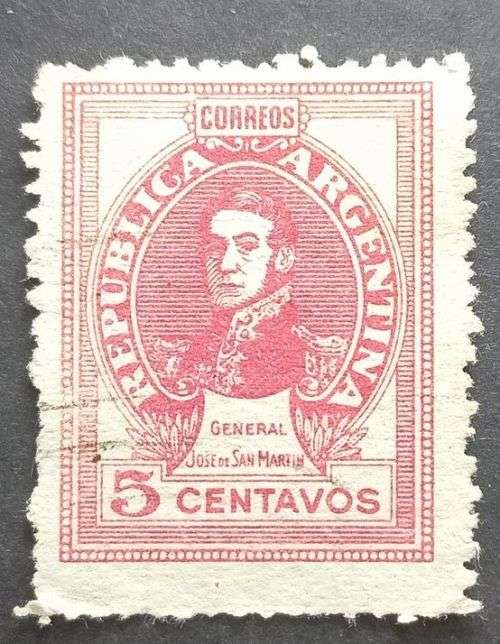 CORREOS
REPUBLICA ARGENTINA
GENERAL
JOSE DE SAN MARTIN
5 CENTAVOS